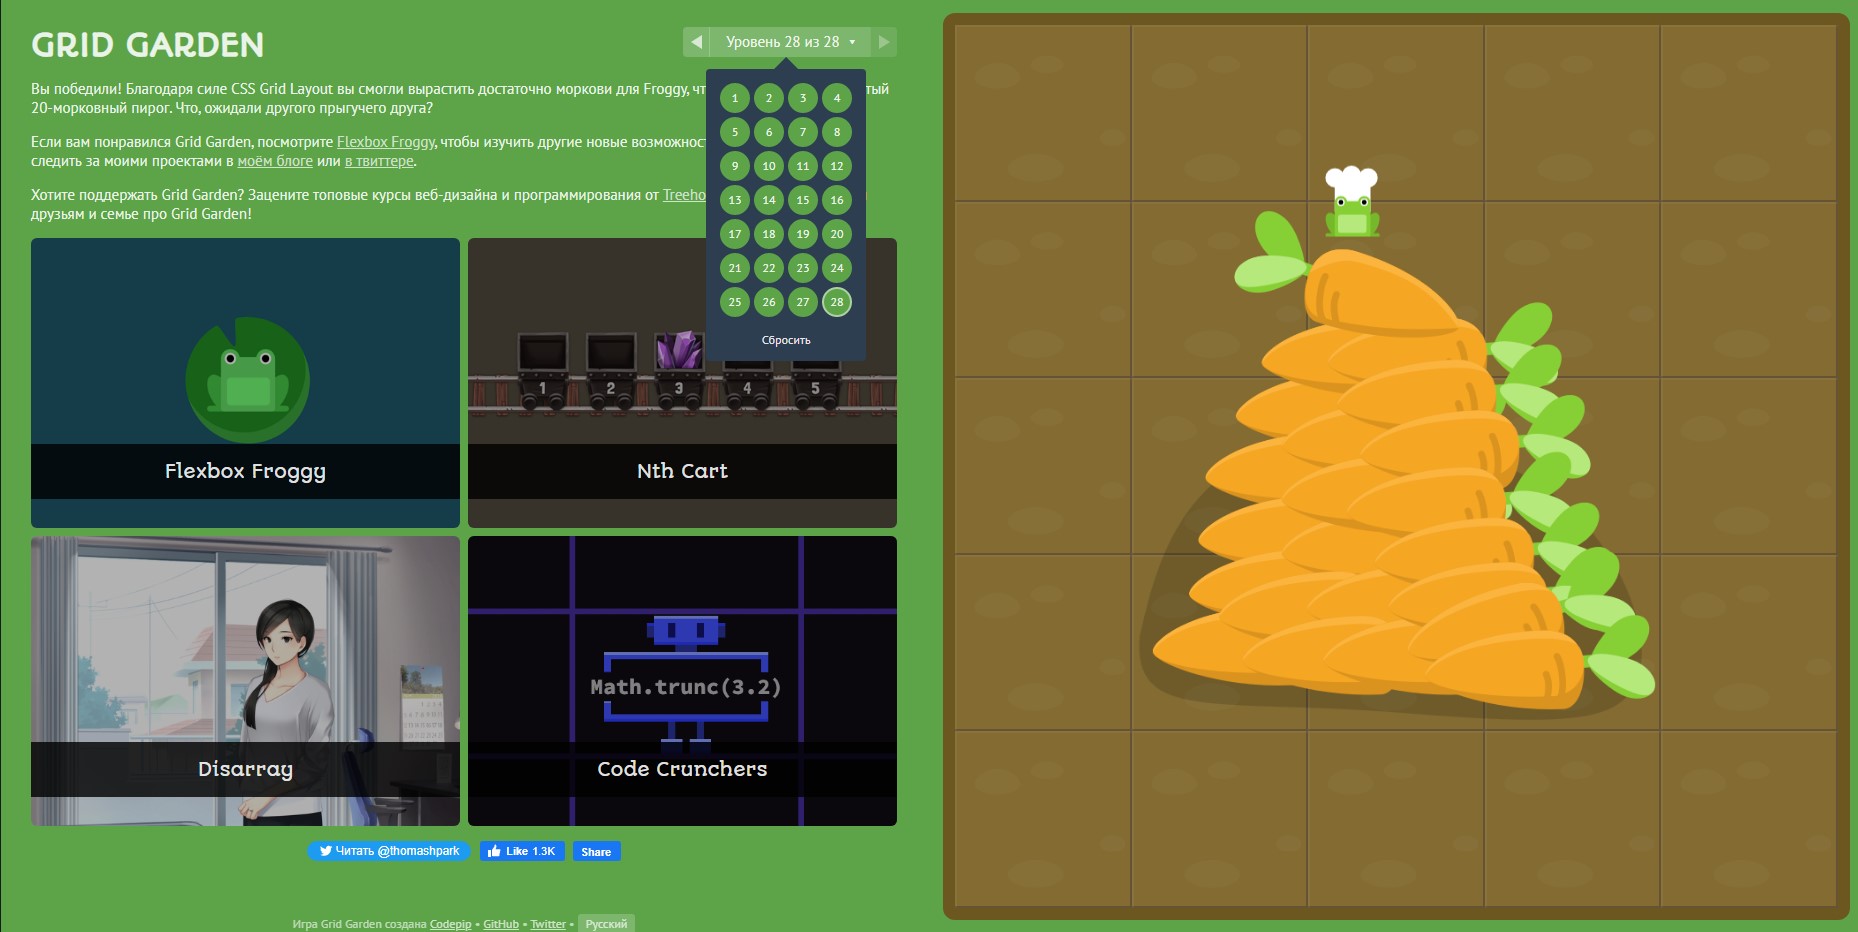 GRID GARDEN
Уровень 28 из 28
Вы победили! Благодаря силе CSS Grid Layout вы смогли вырастить достаточно моркови для Froggy, чт
тый
20-морковный пирог. Что, ожидали другого прыгучего друга?
Если вам понравился Grid Garden, посмотрите Flexbox Froggy, чтобы изучить другие новые возможност
следить за моими проектами в моём блоге или в твиттере.
Хотите поддержать Grid Garden? Зацените топовые курсы веб-дизайна и программирования от Treeho
друзьям и семье про Grid Garden!
1 2 3 4
5 6 7 8
9 10 11 12
13 14 15 16
17 18 19 20
21 22 23 24
25 26 27 28
Сбросить
1 2 3 4 5
Flexbox Froggy
Nth Cart
Math.trunc(3.2)
Disarray
Code Crunchers
Читать @thomashpark
Like 1.3K
Share
Игра Grid Garden создана Codepip • GitHub • Twitter • Русский